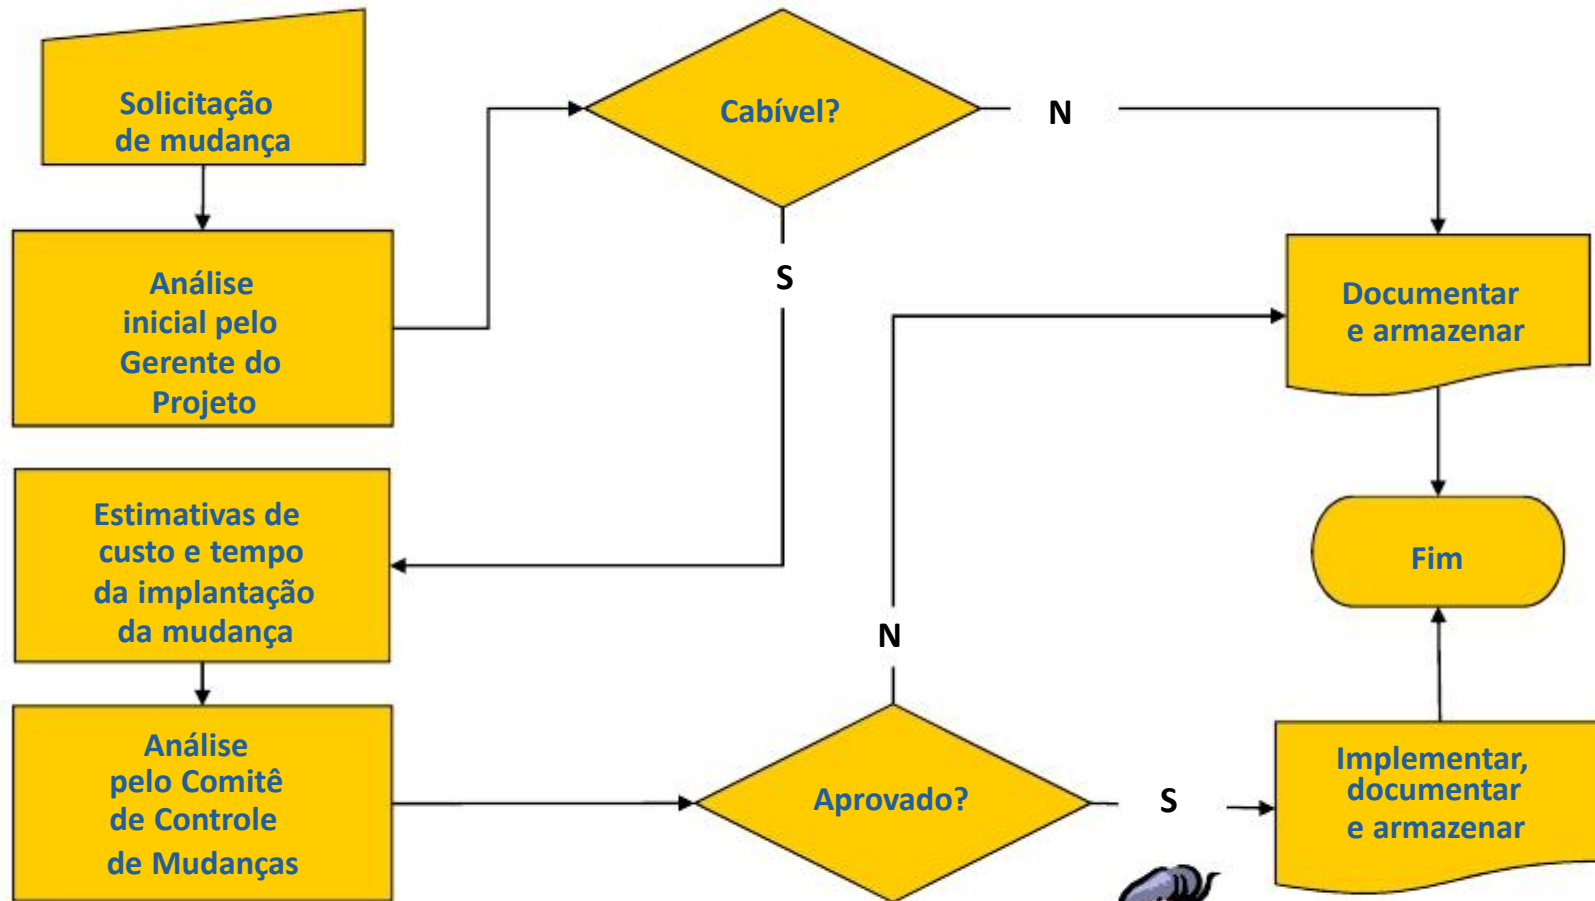 Solicitação
de mudança
Cabível?
N
S
Análise
inicial pelo
Gerente do
Projeto
Documentar
e armazenar
Estimativas de
custo e tempo
da implantação
da mudança
Fim
N
Análise
pelo Comitê
de Controle
de Mudanças
Aprovado?
S
Implementar,
documentar
e armazenar